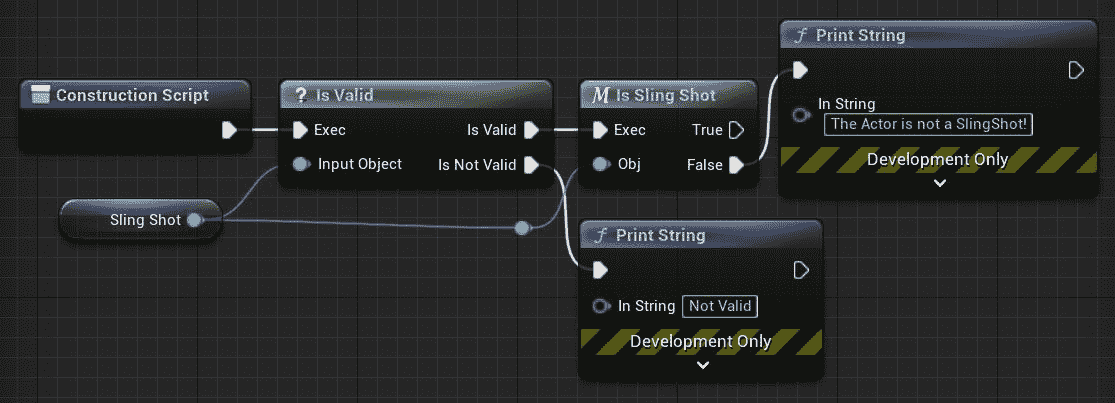 Construction Script
? Is Valid
Exec
Is Valid
Input Object
Is Not Valid
Sling Shot
M Is Sling Shot
Exec
True
Obj
False
f Print String
In String
The Actor is not a SlingShot!
Development Only
f Print String
In String Not Valid
Development Only